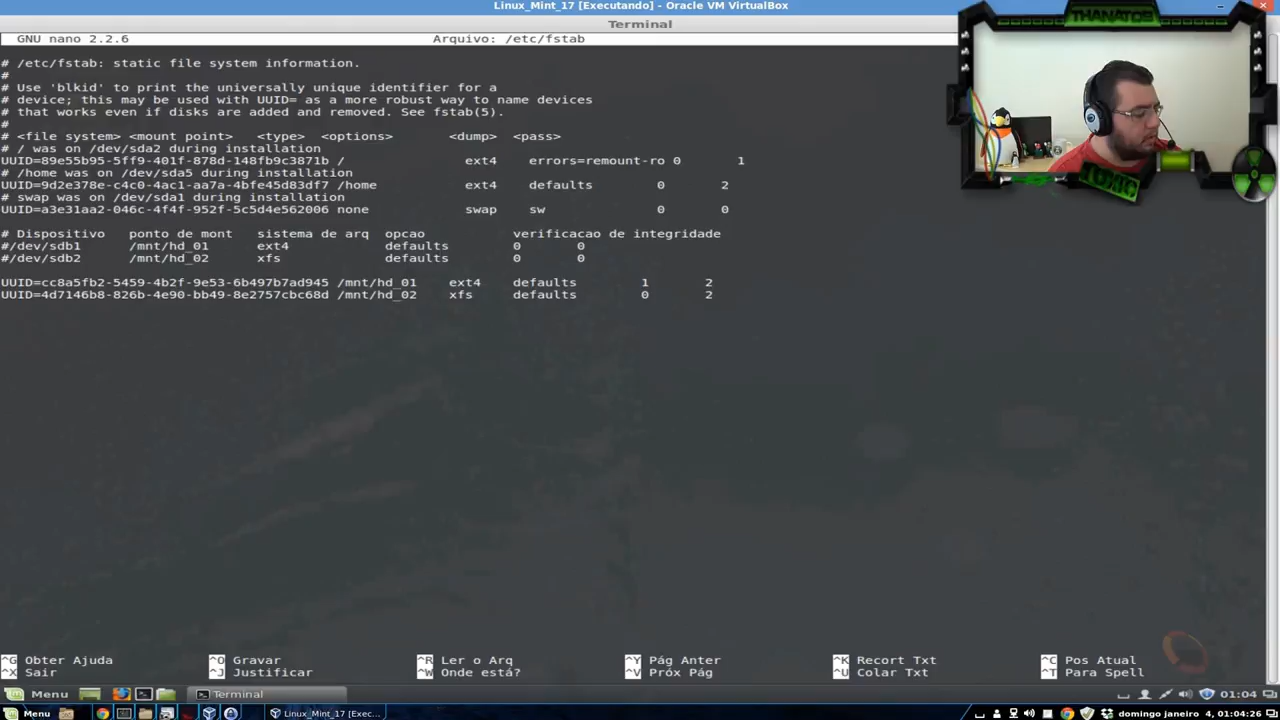 Linux_Mint_17 [Executando] - Oracle VM VirtualBox
Terminal
GNU nano 2.2.6 Arquivo: /etc/fstab
# /etc/fstab: static file system information.
#
# Use 'blkid' to print the universally unique identifier for a
# device; this may be used with UUID= as a more robust way to name devices
# that works even if disks are added and removed. See fstab(5).
#
# <file system> <mount point> <type> <options> <dump> <pass>
# / was on /dev/sda2 during installation
UUID=89e55b95-5ff9-401f-878d-148fb9c3871b / ext4 errors=remount-ro 0 1
# /home was on /dev/sda5 during installation
UUID=9d2e378e-c4c0-4ac1-aa7a-4bfe45d83df7 /home ext4 defaults 0 2
# swap was on /dev/sda1 during installation
UUID=a3e31aa2-046c-4f4f-952f-5c5d4e562006 none swap sw 0 0
# Dispositivo ponto de mont sistema de arq opcao verificacao de integridade
#/dev/sdb1 /mnt/hd_01 ext4 defaults 0 0
#/dev/sdb2 /mnt/hd_02 xfs defaults 0 0
UUID=cc8a5fb2-5459-4b2f-9e53-6b497b7ad945 /mnt/hd_01 ext4 defaults 1 2
UUID=4d7146b8-826b-4e90-bb49-8e2757cbc68d /mnt/hd_02 xfs defaults 0 2
THANATOS
TOXIC
^G Obter Ajuda ^O Gravar ^R Ler o Arq ^Y Pág Anter ^K Recort Txt ^C Pos Atual
^X Sair ^J Justificar ^W Onde está? ^V Próx Pág ^U Colar Txt ^T Para Spell
Menu Terminal 01:04
Menu Linux_Mint_17 [Exec... domingo janeiro 4, 01:04:26